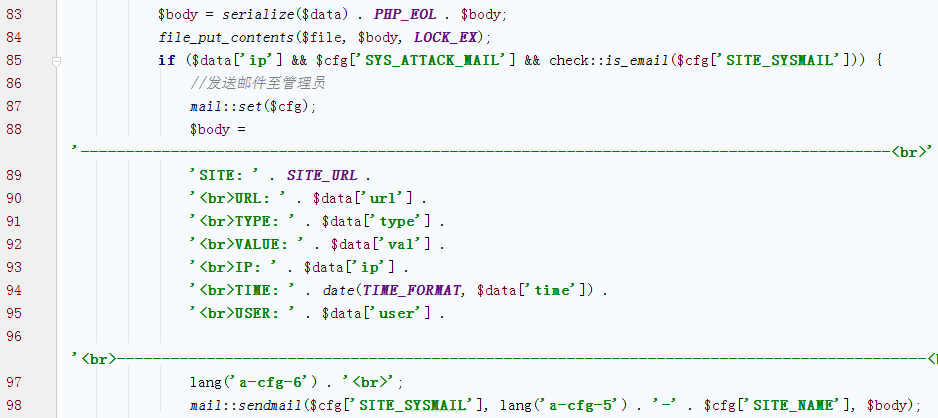 83 $body = serialize($data) . PHP_EOL . $body;
84 file_put_contents($file, $body, LOCK_EX);
85 if ($data['ip'] && $cfg['SYS_ATTACK_MAIL'] && check::is_email($cfg['SITE_SYSMAIL'])) {
86 //发送邮件至管理员
87 mail::set($cfg);
88 $body =
'------------------------------------------------------------------------------------------<br>'
89 'SITE: ' . SITE_URL .
90 '<br>URL: ' . $data['url'] .
91 '<br>TYPE: ' . $data['type'] .
92 '<br>VALUE: ' . $data['val'] .
93 '<br>IP: ' . $data['ip'] .
94 '<br>TIME: ' . date(TIME_FORMAT, $data['time']) .
95 '<br>USER: ' . $data['user'] .
96
'<br>------------------------------------------------------------------------------------------<
97 lang('a-cfg-6') . '<br>';
98 mail::sendmail($cfg['SITE_SYSMAIL'], lang('a-cfg-5') . '-' . $cfg['SITE_NAME'], $body);